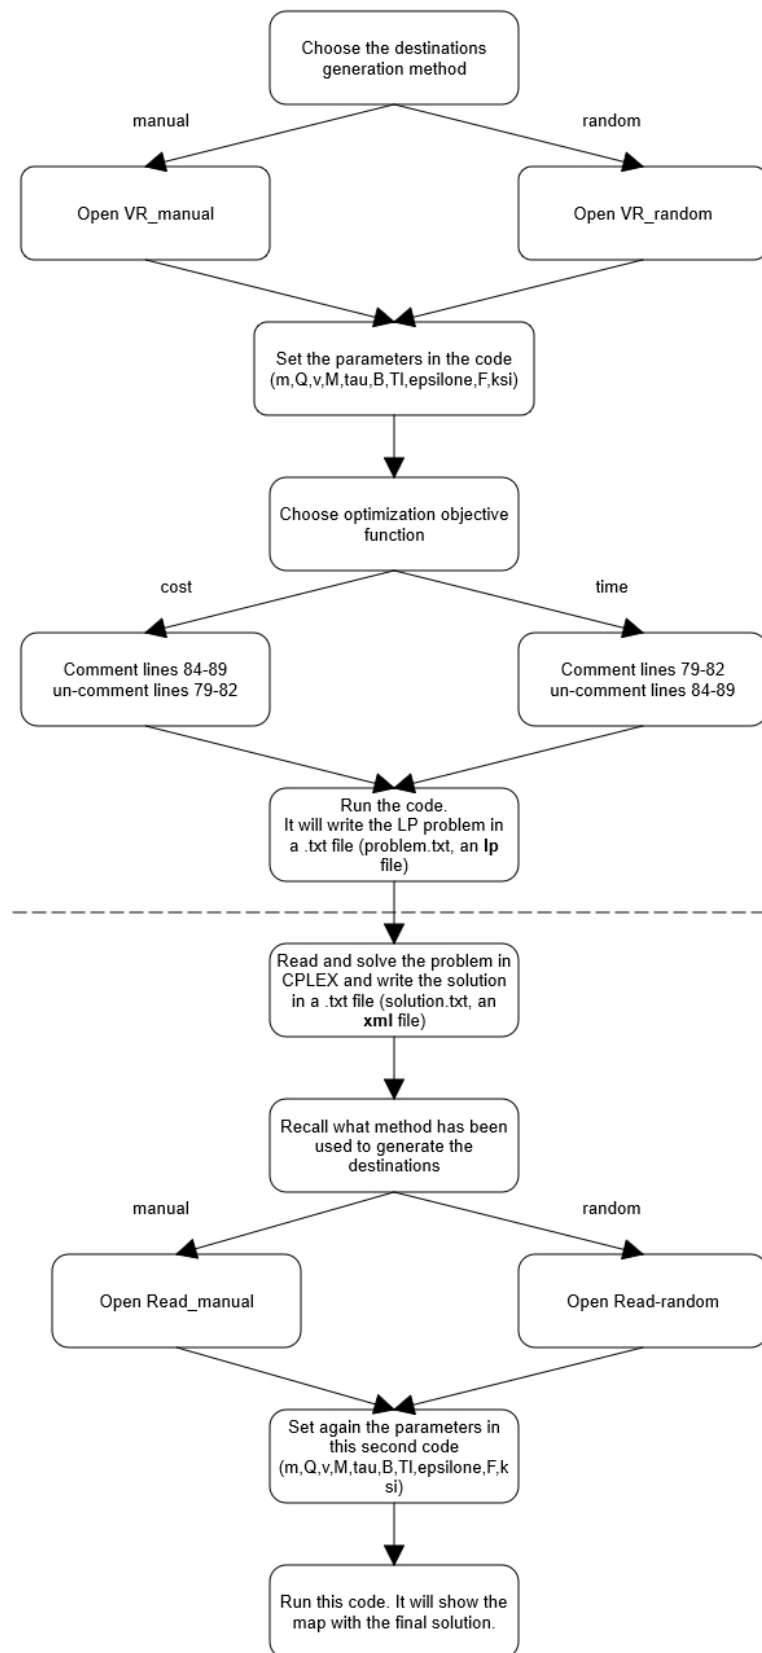 Choose the destinations
generation method
manual
random
Open VR_manual
Open VR_random
Set the parameters in the code
(m,Q,v,M,tau,B,TI,epsilone,F,ksi)
Choose optimization objective
function
cost
time
Comment lines 84-89
un-comment lines 79-82
Comment lines 79-82
un-comment lines 84-89
Run the code.
It will write the LP problem in
a .txt file (problem.txt, an lp
file)
Read and solve the problem in
CPLEX and write the solution
in a .txt file (solution.txt, an
xml file)
Recall what method has been
used to generate the
destinations
manual
random
Open Read_manual
Open Read-random
Set again the parameters in
this second code
(m,Q,v,M,tau,B,TI,epsilone,F,k
si)
Run this code. It will show the
map with the final solution.